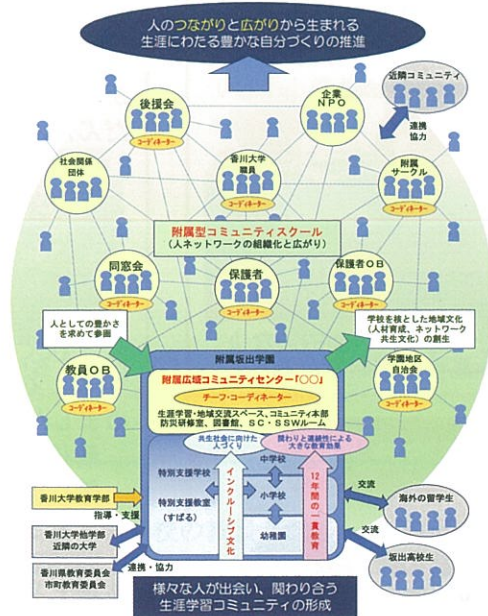 人のつながりと広がりから生まれる
生涯にわたる豊かな自分づくりの推進
近隣コミュニティ
連携
協力
後援会
コーディネーター
企業
NPO
社会関係
団体
香川大学
職員
コーディネーター
附属
サークル
コーディネーター
附属型コミュニティスクール
(人ネットワークの組織化と広がり)
同窓会
コーディネーター
保護者
コーディネーター
保護者OB
コーディネーター
人としての豊かさ
を求めて参画
学校を核とした地域文化
(人材育成、ネットワーク
共生文化)の創生
教員OB
コーディネーター
学園地区
自治会
コーディネーター
附属坂出学園
附属広域コミュニティセンター「○○」
チーフ・コーディネーター
生涯学習・地域交流スペース、コミュニティ本部
防災研修室、図書館、SC・SSWルーム
共生社会に向けた
人づくり
関わりと連続性による
大きな教育効果
特別支援学校
特別支援教室
(すばる)
インクルーシブ文化
中学校
小学校
幼稚園
12年間の一貫教育
香川大学教育学部
指導・支援
香川大学他学部
近隣の大学
香川県教育委員会
市町教育委員会
連携・協力
交流
海外の留学生
交流
坂出高校生
様々な人が出会い、関わり合う
生涯学習コミュニティの形成